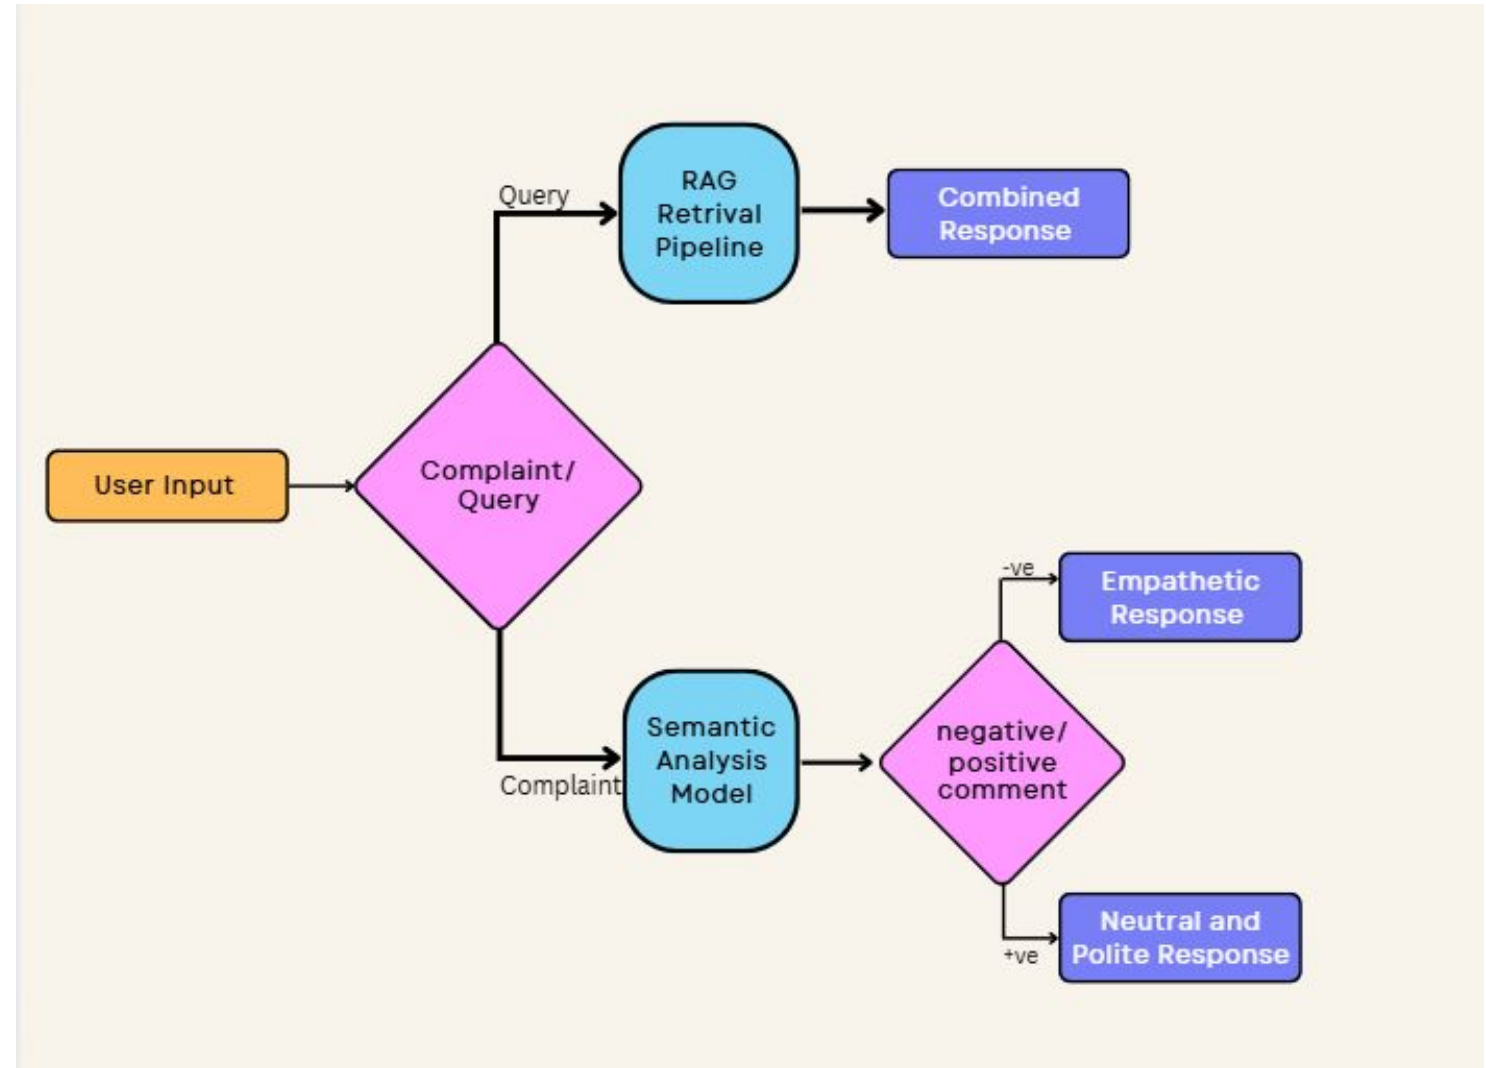 Query
RAG
Retrival
Pipeline
Combined
Response
User Input
Complaint/
Query
-ve
Empathetic
Response
Complaint
Semantic
Analysis
Model
negative/
positive
comment
+ve
Neutral and
Polite Response